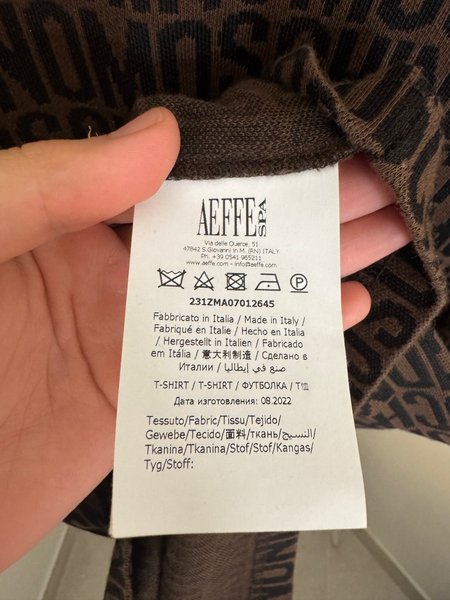 AEFFE SPA
Via delle Querce, 51
47842 S.Giovanni in M. (RN) ITALY
Ph. +39 0541 965211
www.aeffe.com - info@aeffe.com
P
231ZMA07012645
Fabbricato in Italia / Made in Italy /
Fabriqué en Italie / Hecho en Italia
/ Hergestellt in Italien / Fabricado
em Itália / 意大利制造 / Сделано в
Италии / صنع في إيطاليا
T-SHIRT / T-SHIRT / ФУТБОЛКА / T恤
Дата изготовления: 08.2022
Tessuto/Fabric/Tissu/Tejido/
Gewebe/Tecido/面料/ткань/النسيج/
Tkanina/Tkanina/Stof/Stof/Kangas/
Tyg/Stoff: